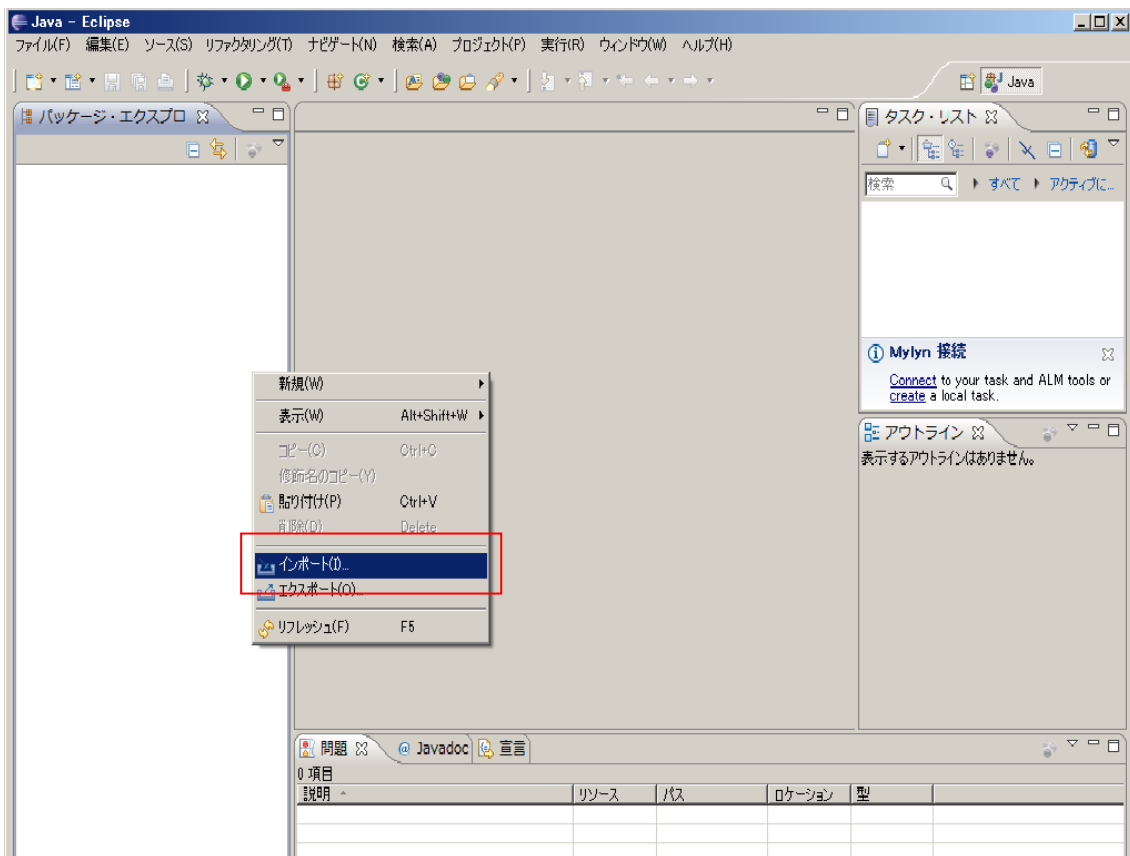 Java - Eclipse
ファイル(F) 編集(E) ソース(S) リファクタリング(T) ナビゲート(N) 検索(A) プロジェクト(P) 実行(R) ウィンドウ(W) ヘルプ(H)
Java
パッケージ・エクスプロ
タスク・リスト
検索 すべて アクティブに...
Mylyn 接続
Connect to your task and ALM tools or
create a local task.
新規(W)
表示(W) Alt+Shift+W
コピー(C) Ctrl+C
修飾名のコピー(Y)
貼り付け(P) Ctrl+V
削除(D) Delete
インポート(I)...
エクスポート(O)...
リフレッシュ(F) F5
アウトライン
表示するアウトラインはありません。
問題 @ Javadoc 宣言
0 項目
説明 リソース パス ロケーション 型